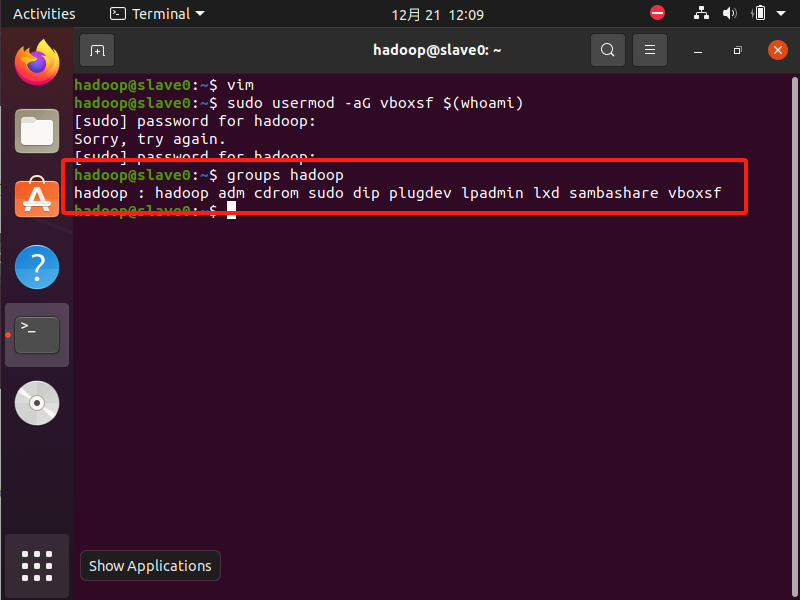 Activities
Terminal
12月 21 12:09
hadoop@slave0: ~
hadoop@slave0:~$ vim
hadoop@slave0:~$ sudo usermod -aG vboxsf $(whoami)
[sudo] password for hadoop:
Sorry, try again.
[sudo] password for hadoop:
hadoop@slave0:~$ groups hadoop
hadoop : hadoop adm cdrom sudo dip plugdev lpadmin lxd sambashare vboxsf
hadoop@slave0:~$
Show Applications